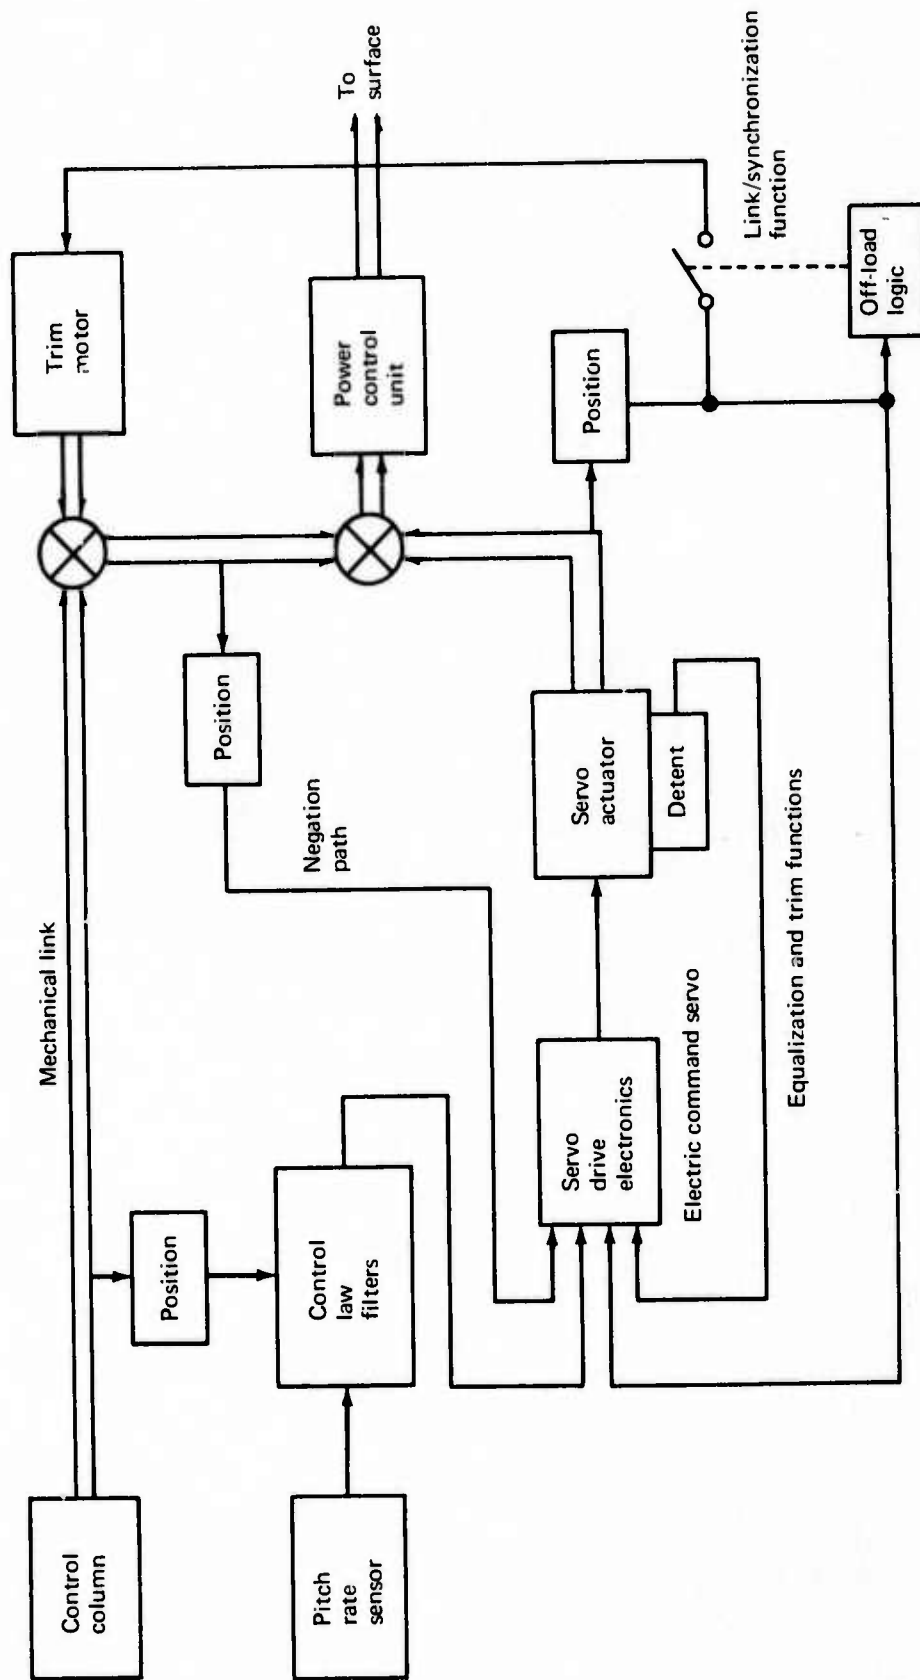 Control
column
Mechanical link
Trim
motor
Position
Position
Pitch
rate
sensor
Control
law
filters
Negation
path
Power
control
unit
To
surface
Servo
drive
electronics
Servo
actuator
Detent
Position
Electric command servo
Link/synchronization
function
Equalization and trim functions
Off-load
logic